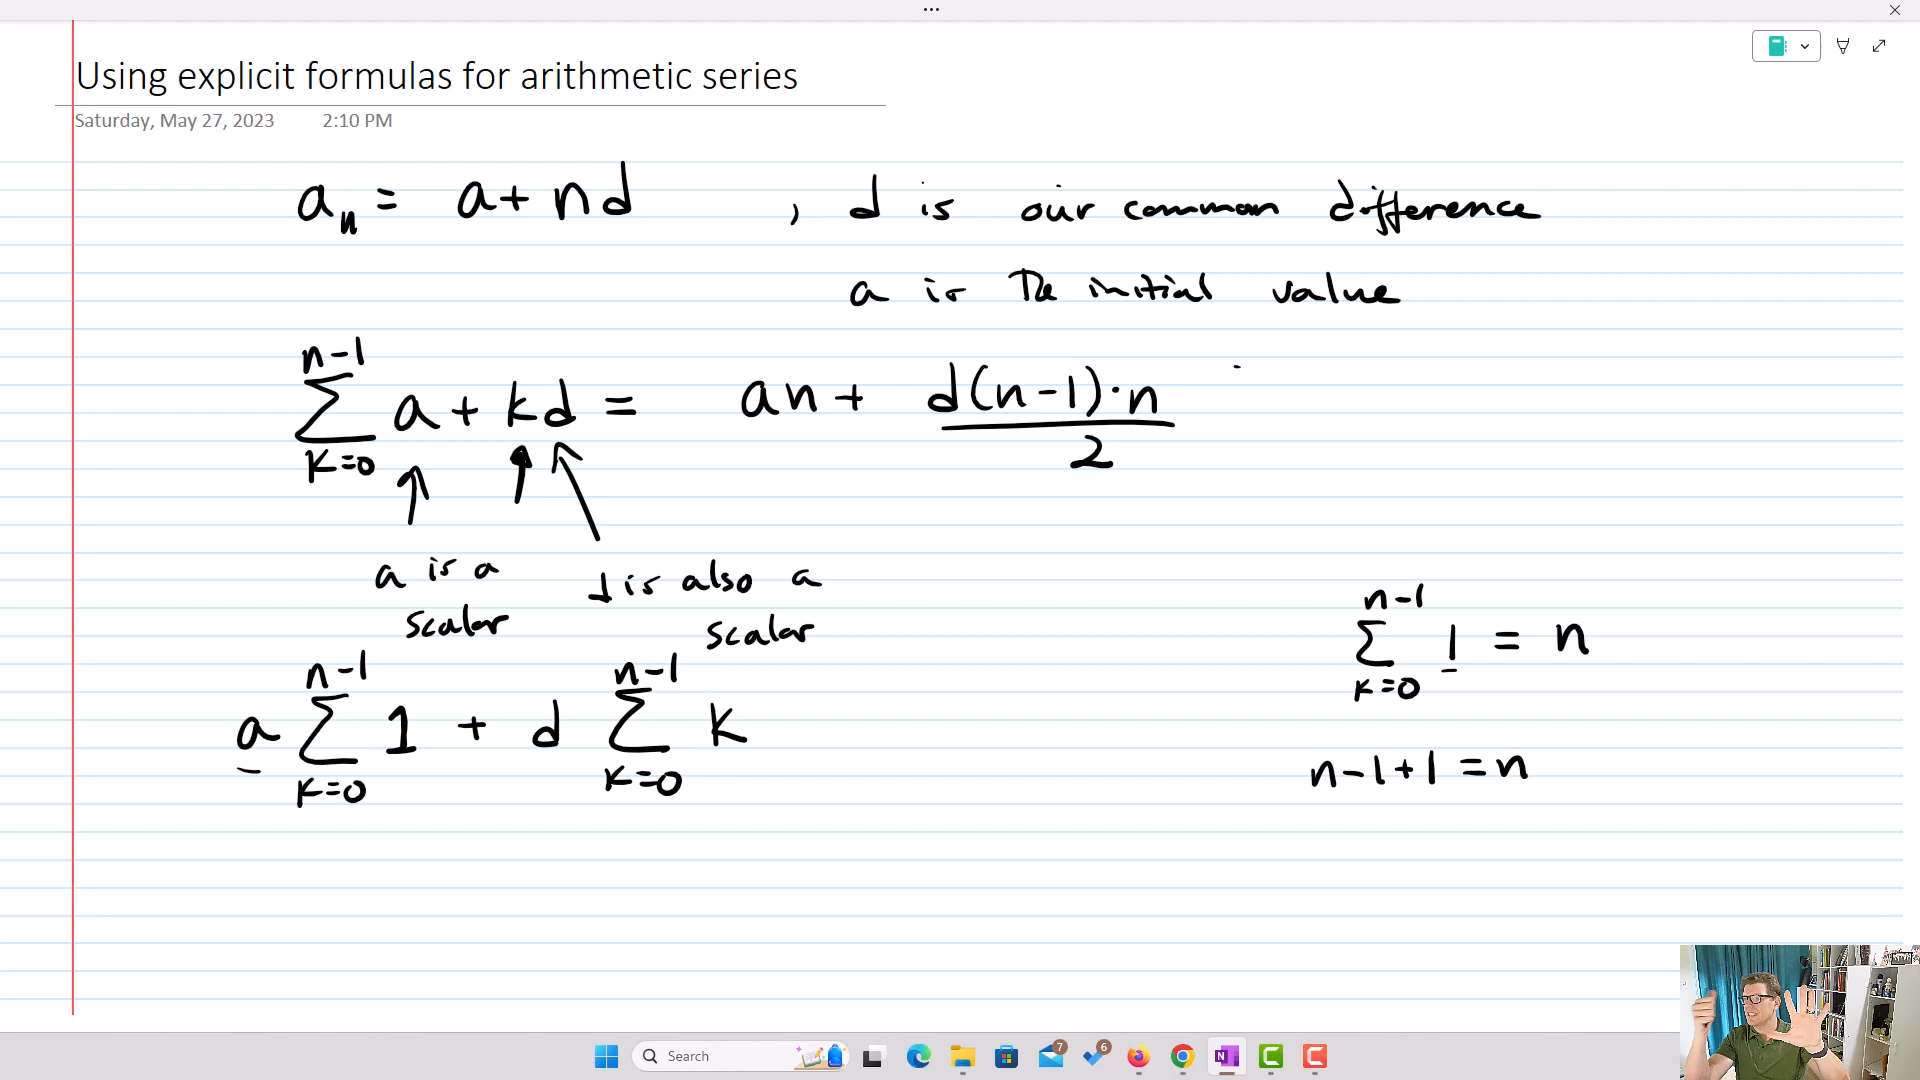 Using explicit formulas for arithmetic series
Saturday, May 27, 2023 2:10 PM
aₙ = a + nd , d is our common difference
a is the initial value
n-1
∑ a + kd = an + d(n-1)·n / 2
k=0
a is a scalar
d is also a scalar
n-1 n-1
a ∑ 1 + d ∑ k
k=0 k=0
n-1
∑ 1 = n
k=0
n-1+1 = n
Search
7
6